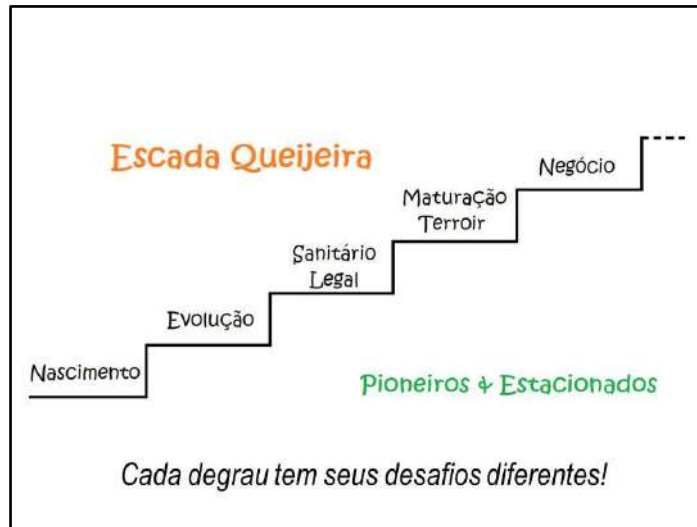 Escada Queijeira
Negócio
Maturação
Terroir
Sanitário
Legal
Evolução
Nascimento
Pioneiros & Estacionados
Cada degrau tem seus desafios diferentes!